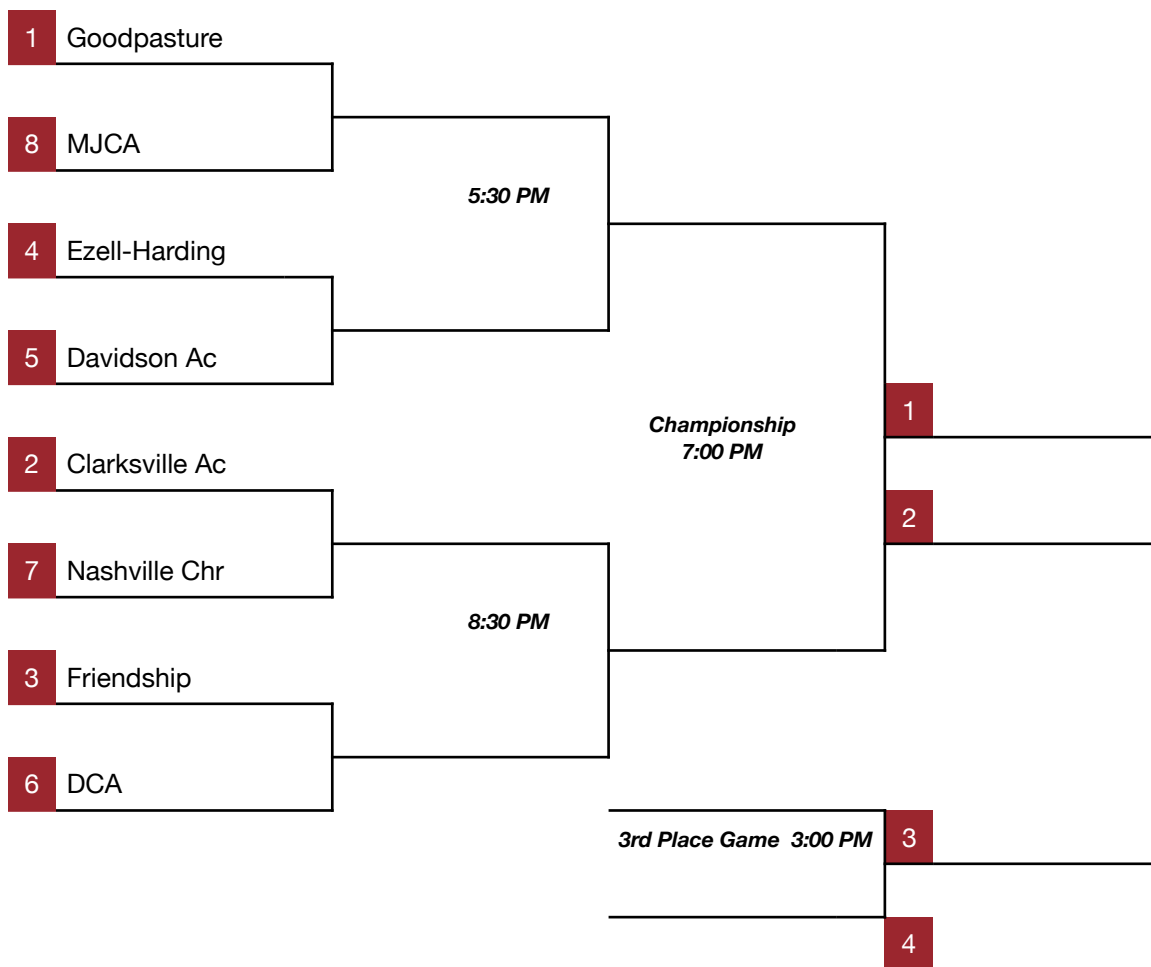 1 Goodpasture
8 MJCA
5:30 PM
4 Ezell-Harding
5 Davidson Ac
Championship
7:00 PM
1
2 Clarksville Ac
2
7 Nashville Chr
8:30 PM
3 Friendship
6 DCA
3rd Place Game 3:00 PM
3
4